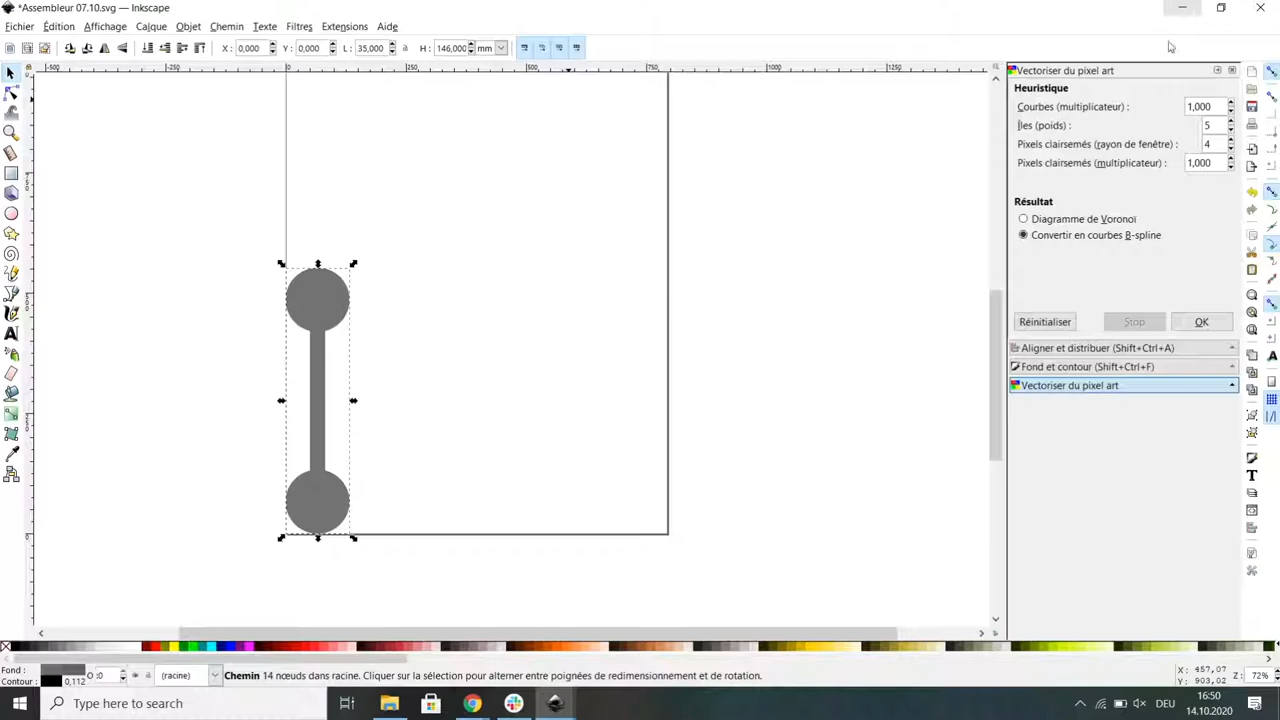 *Assembleur 07.10.svg — Inkscape
Fichier Édition Affichage Calque Objet Chemin Texte Filtres Extensions Aide
X : 0,000 Y : 0,000 L : 35,000 H : 146,000 mm
-500 -250 0 250 500 750 1000 1250
Vectoriser du pixel art
Heuristique
Courbes (multiplicateur) : 1,000
Îles (poids) : 5
Pixels clairsemés (rayon de fenêtre) : 4
Pixels clairsemés (multiplicateur) : 1,000
Résultat
Diagramme de Voronoï
Convertir en courbes B-spline
Réinitialiser Stop OK
Aligner et distribuer (Shift+Ctrl+A)
Fond et contour (Shift+Ctrl+F)
Vectoriser du pixel art
Fond :
Contour : 0,112
O :0
(racine)
Chemin 14 nœuds dans racine. Cliquer sur la sélection pour alterner entre poignées de redimensionnement et de rotation.
X : 457,07
Y : 903,02
Z : 72%
Type here to search
DEU
16:50
14.10.2020